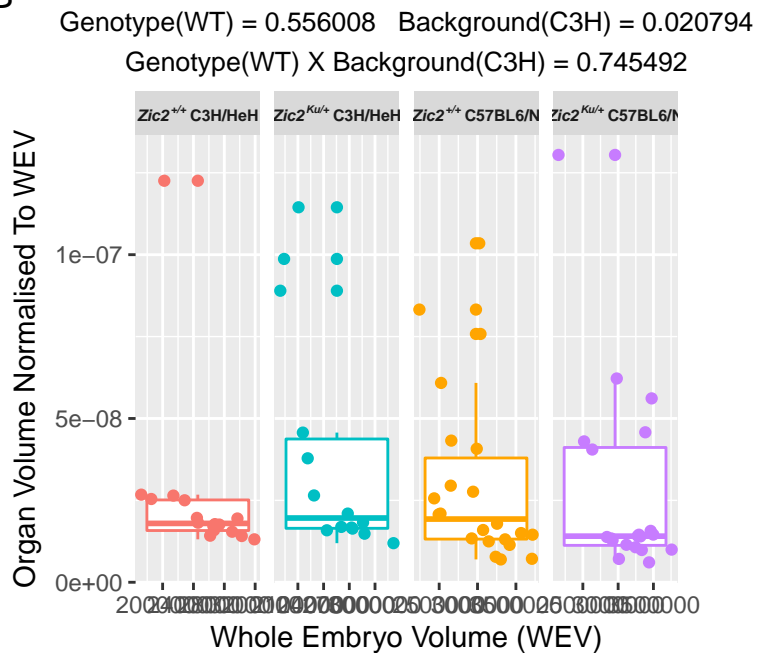 Genotype(WT) = 0.556008 Background(C3H) = 0.020794
Genotype(WT) X Background(C3H) = 0.745492
Zic2+/+ C3H/HeH Zic2Ku/+ C3H/HeH Zic2+/+ C57BL6/N Zic2Ku/+ C57BL6/N
Organ Volume Normalised To WEV
1e−07
5e−08
0e+00
Whole Embryo Volume (WEV)